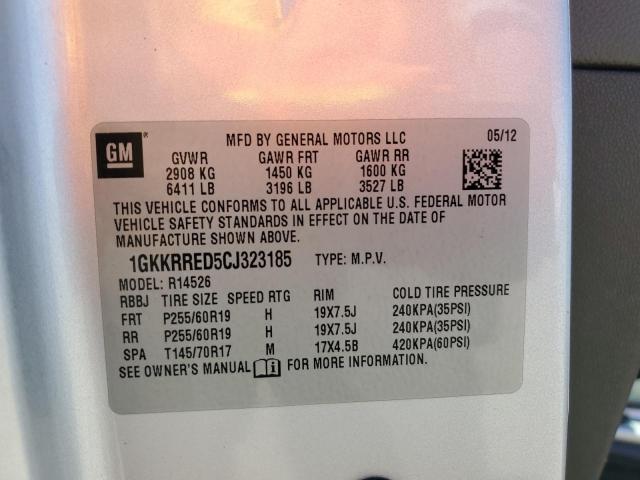 GM®
MFD BY GENERAL MOTORS LLC 05/12
GVWR GAWR FRT GAWR RR
2908 KG 1450 KG 1600 KG
6411 LB 3196 LB 3527 LB
THIS VEHICLE CONFORMS TO ALL APPLICABLE U.S. FEDERAL MOTOR
VEHICLE SAFETY STANDARDS IN EFFECT ON THE DATE OF
MANUFACTURE SHOWN ABOVE.
1GKKRRED5CJ323185 TYPE: M.P.V.
MODEL: R14526
RBBJ TIRE SIZE SPEED RTG RIM COLD TIRE PRESSURE
FRT P255/60R19 H 19X7.5J 240KPA(35PSI)
RR P255/60R19 H 19X7.5J 240KPA(35PSI)
SPA T145/70R17 M 17X4.5B 420KPA(60PSI)
SEE OWNER'S MANUAL FOR MORE INFORMATION.